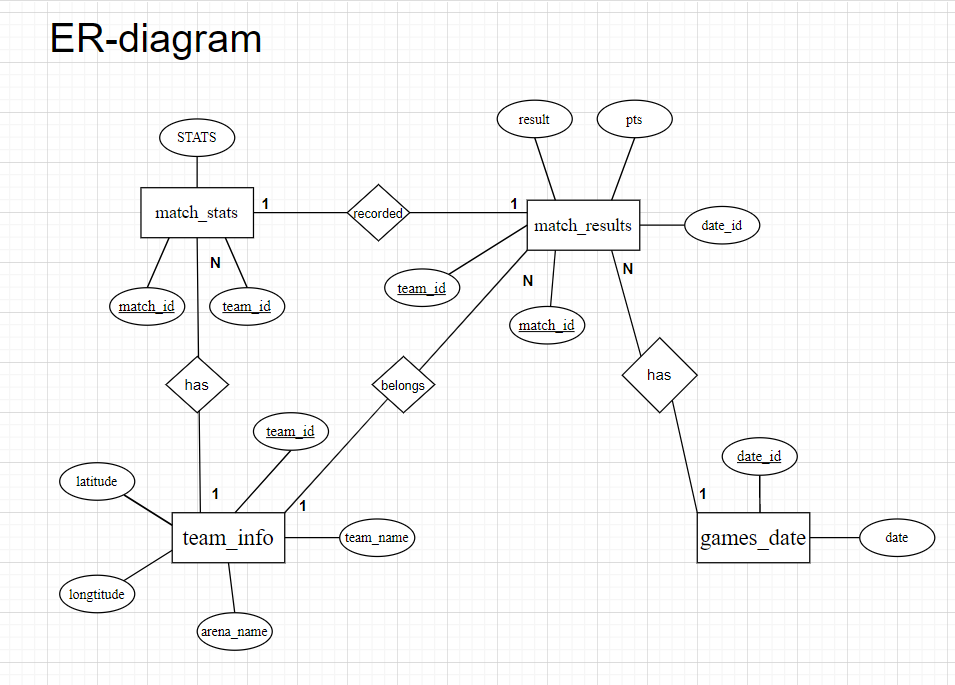 ER-diagram
result
pts
STATS
match_stats
1
recorded
1
match_results
date_id
N
team_id
N
N
match_id
team_id
match_id
has
belongs
has
team_id
date_id
latitude
1
1
1
team_info
team_name
games_date
date
longtitude
arena_name